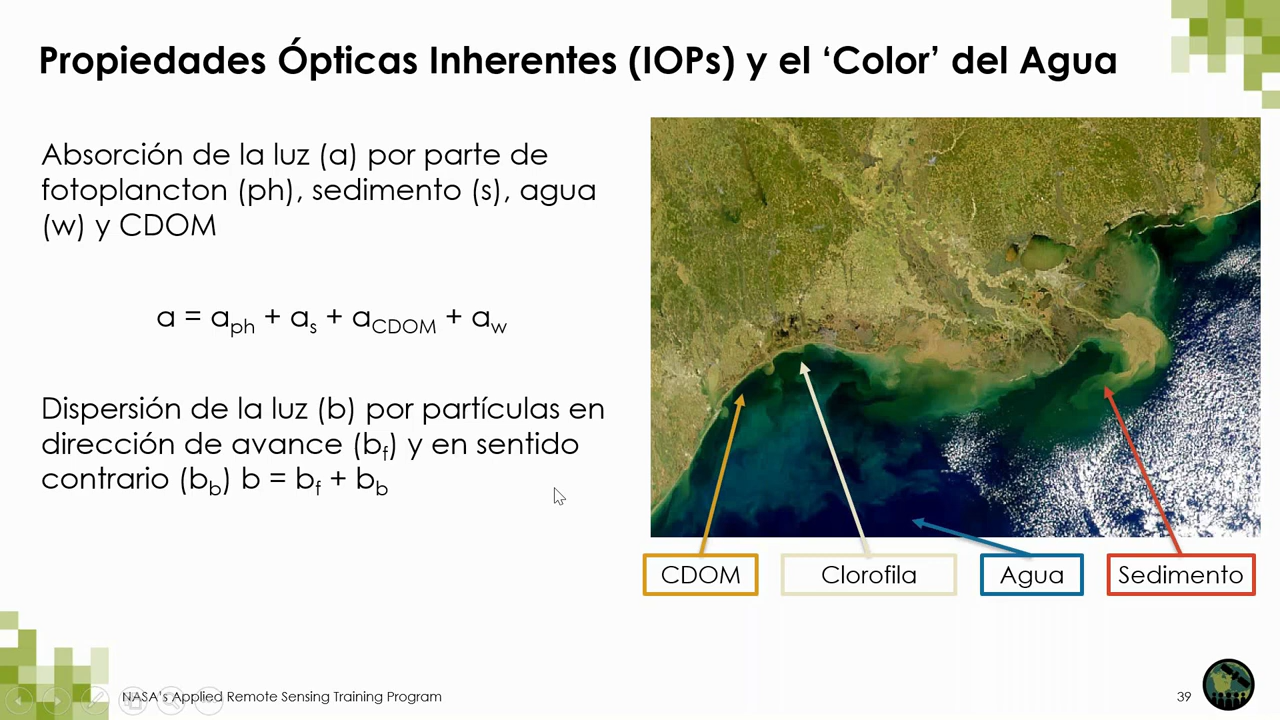 Propiedades Ópticas Inherentes (IOPs) y el ‘Color’ del Agua
Absorción de la luz (a) por parte de
fotoplancton (ph), sedimento (s), agua
(w) y CDOM
a = aph + as + aCDOM + aw
Dispersión de la luz (b) por partículas en
dirección de avance (bf) y en sentido
contrario (bb) b = bf + bb
CDOM
Clorofila
Agua
Sedimento
NASA’s Applied Remote Sensing Training Program
39